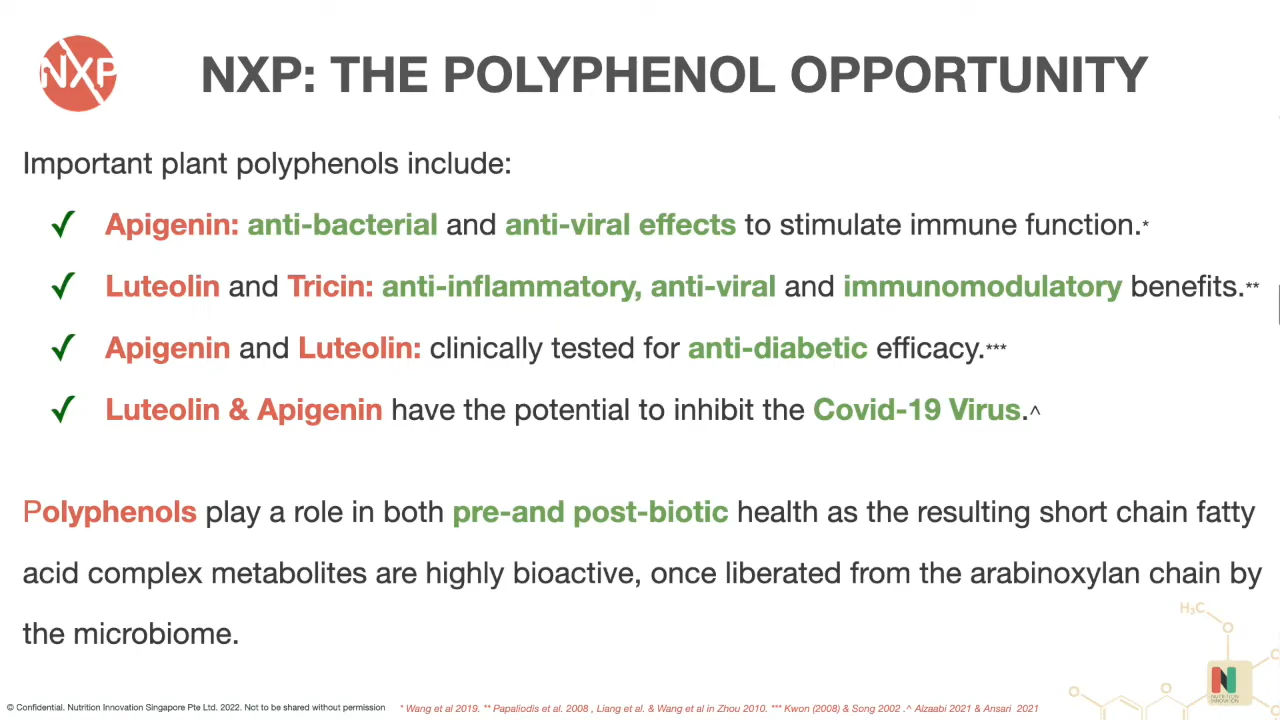 NXP
NXP: THE POLYPHENOL OPPORTUNITY
Important plant polyphenols include:
✓ Apigenin: anti-bacterial and anti-viral effects to stimulate immune function.*
✓ Luteolin and Tricin: anti-inflammatory, anti-viral and immunomodulatory benefits.**
✓ Apigenin and Luteolin: clinically tested for anti-diabetic efficacy.***
✓ Luteolin & Apigenin have the potential to inhibit the Covid-19 Virus.^
Polyphenols play a role in both pre-and post-biotic health as the resulting short chain fatty
acid complex metabolites are highly bioactive, once liberated from the arabinoxylan chain by
the microbiome.
H₃C
O
O
O
O
C
NUTRITION
INNOVATION
© Confidential. Nutrition Innovation Singapore Pte Ltd. 2022. Not to be shared without permission
* Wang et al 2019. ** Papaliodis et al. 2008 , Liang et al. & Wang et al in Zhou 2010. *** Kwon (2008) & Song 2002 .^ Alzaabi 2021 & Ansari 2021